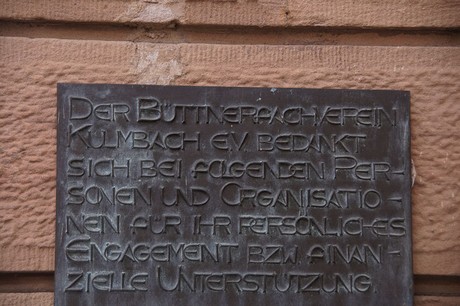 Der Büttnerfachverein
Kulmbach e.V. bedankt
sich bei folgenden Per-
sonen und Organisatio-
nen für ihr persönliches
Engagement bzw. finan-
zielle Unterstützung.